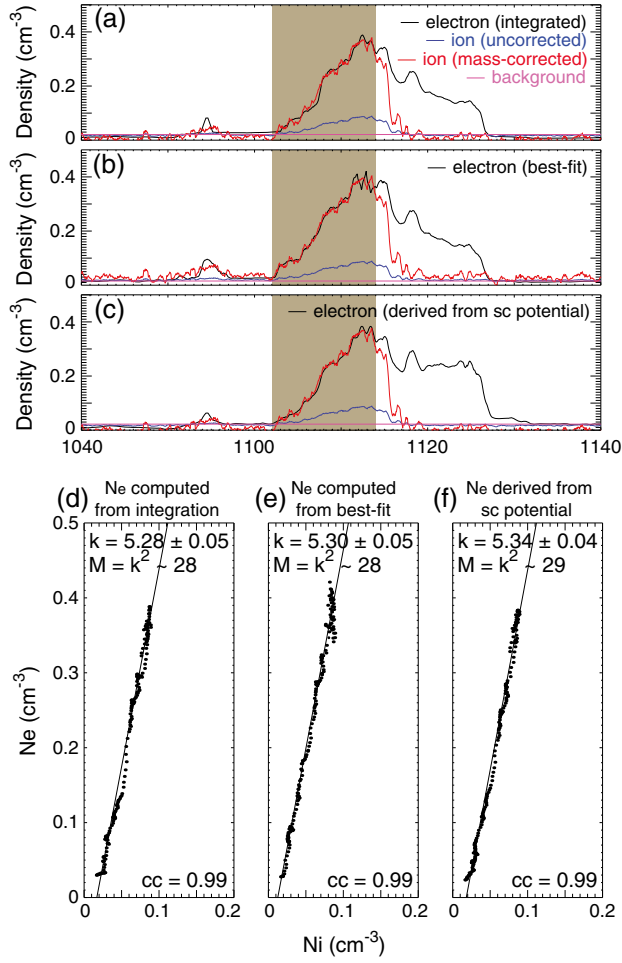 (a)
electron (integrated)
ion (uncorrected)
ion (mass-corrected)
background
Density (cm-3)
0.4
0.2
0
(b)
electron (best-fit)
Density (cm-3)
0.4
0.2
0
(c)
electron (derived from sc potential)
Density (cm-3)
0.4
0.2
0
1040 1100 1120 1140
(d) Ne computed from integration
(e) Ne computed from best-fit
(f) Ne derived from sc potential
k = 5.28 ± 0.05
M = k2 ~ 28
k = 5.30 ± 0.05
M = k2 ~ 28
k = 5.34 ± 0.04
M = k2 ~ 29
0.5
0.4
0.3
0.2
0.1
0
Ne (cm-3)
cc = 0.99 cc = 0.99 cc = 0.99
0 0.1 0.2 0 0.1 0.2 0 0.1 0.2
Ni (cm-3)